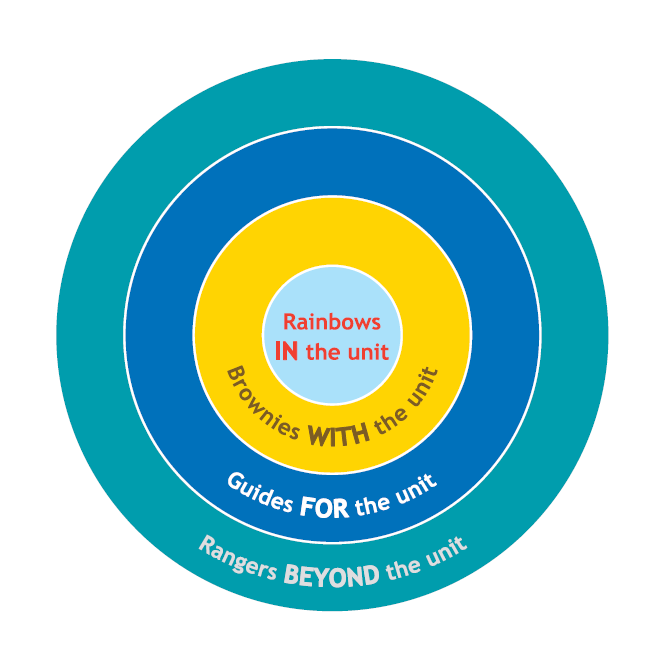 Rainbows
IN the unit
Brownies WITH the unit
Guides FOR the unit
Rangers BEYOND the unit